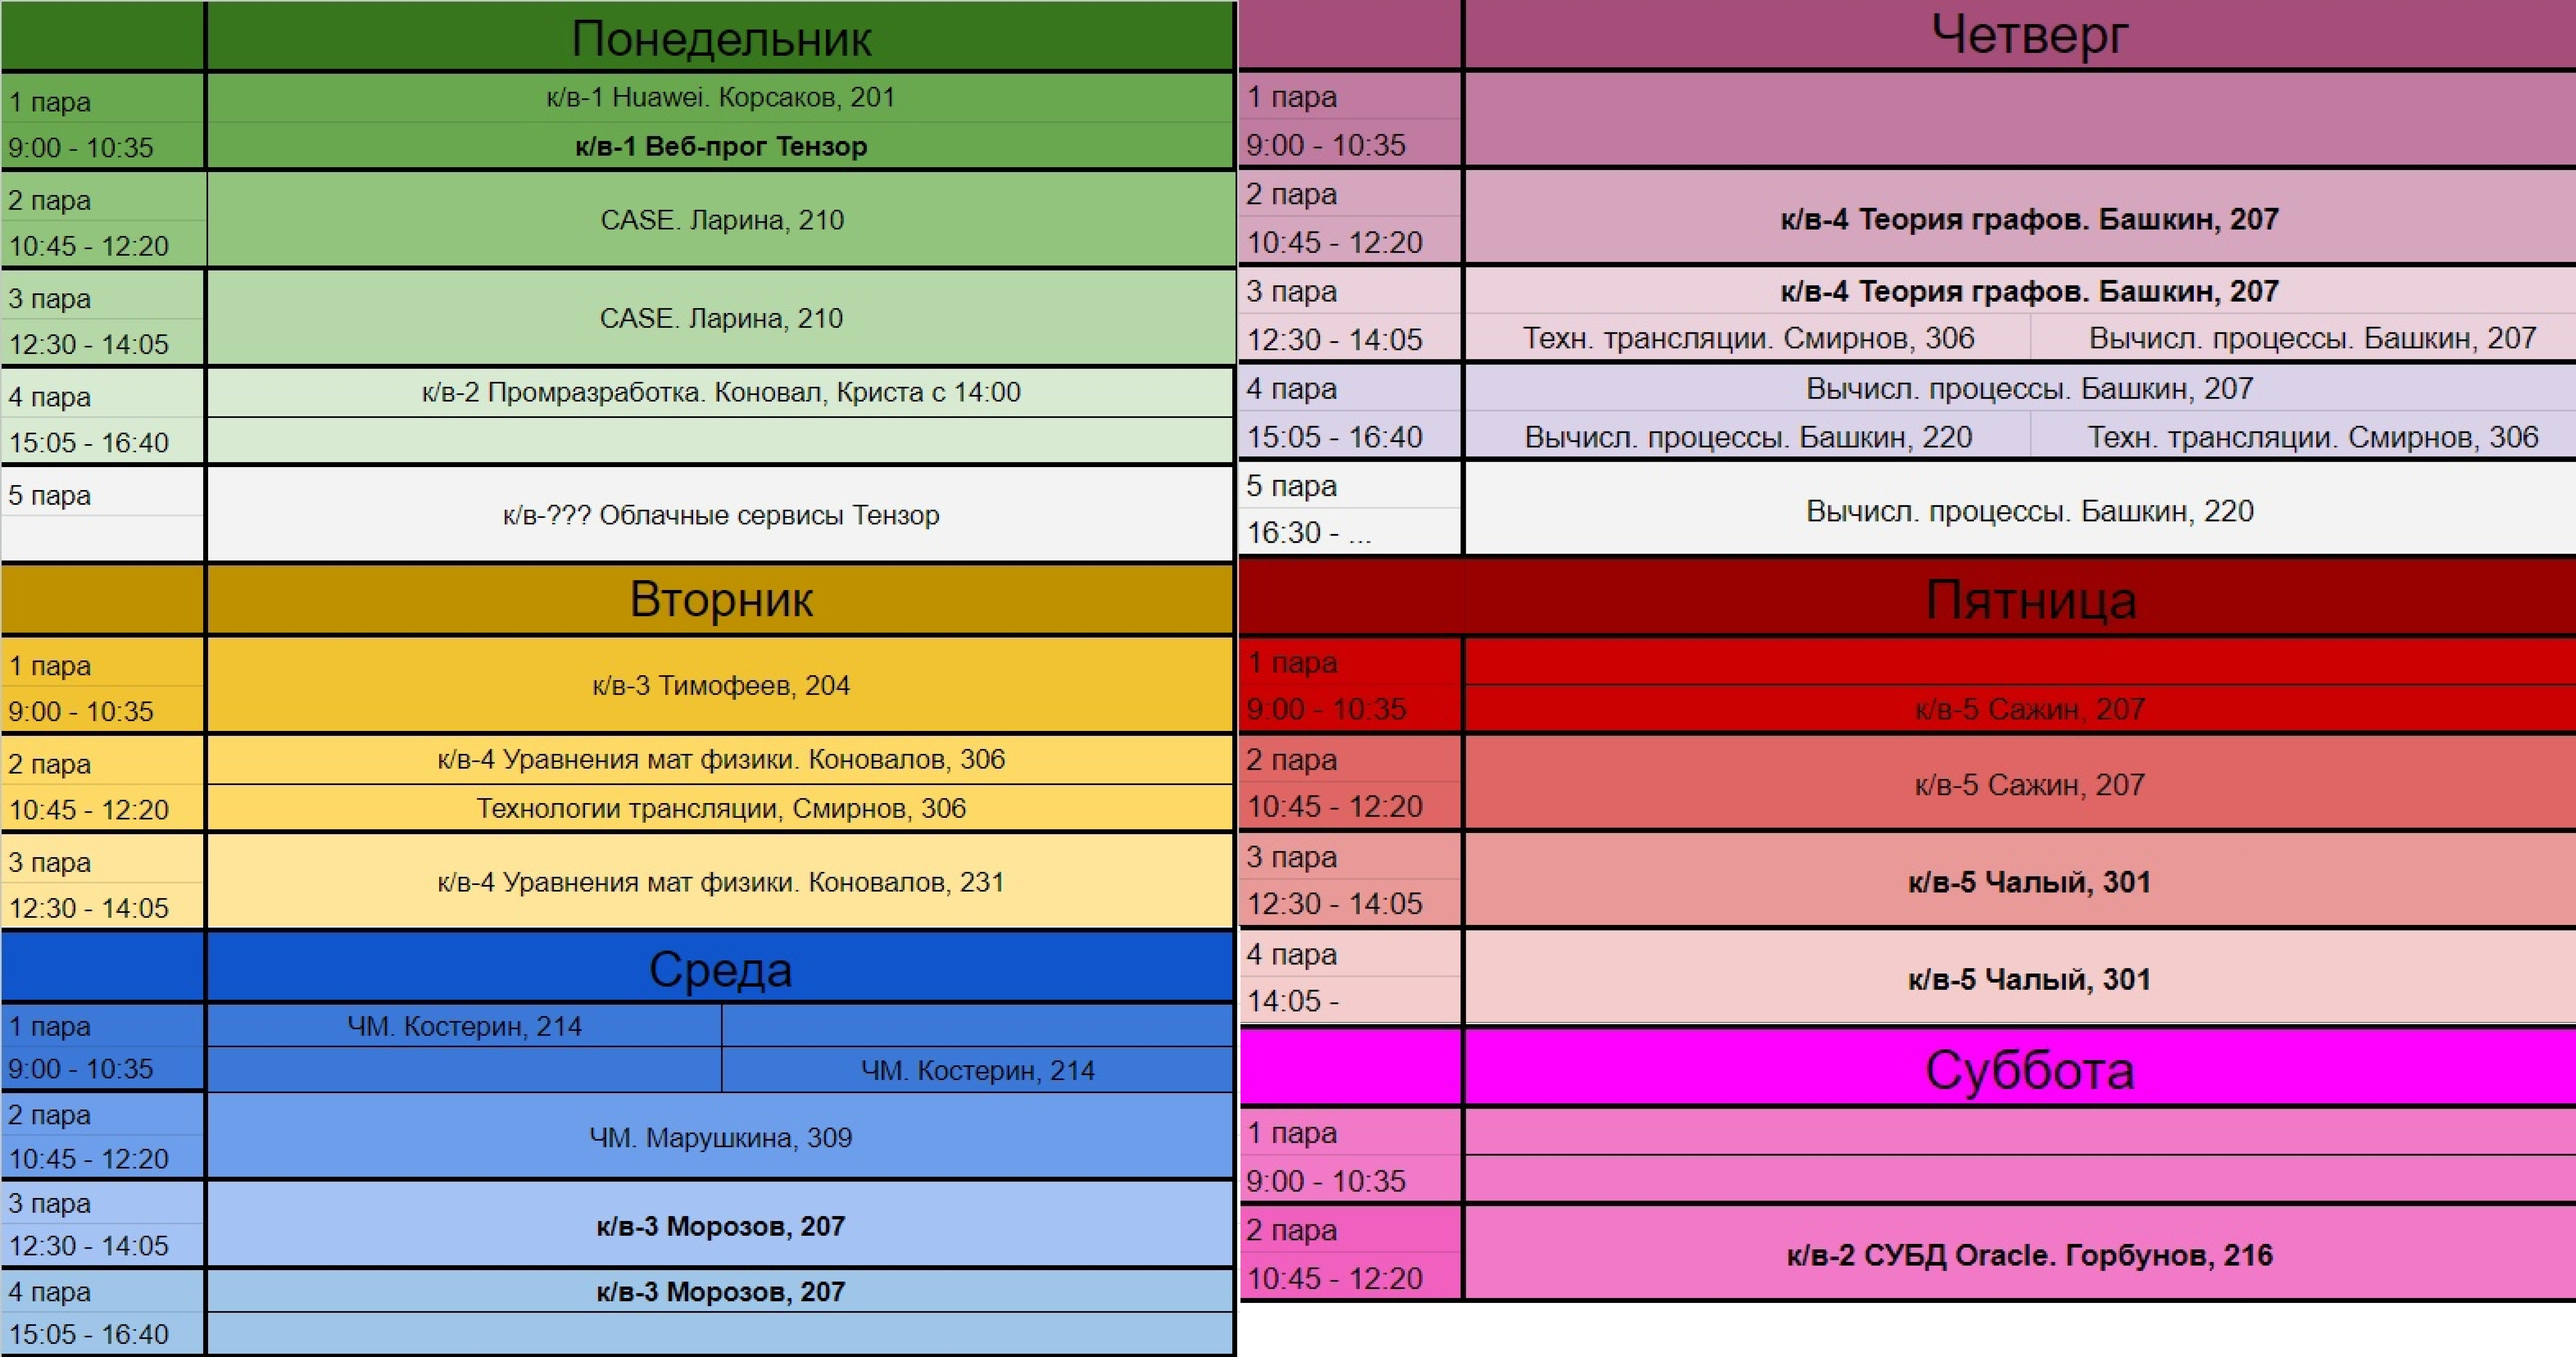 Понедельник
1 пара
к/в-1 Huawei. Корсаков, 201
9:00 - 10:35
к/в-1 Веб-прог Тензор
2 пара
10:45 - 12:20
CASE. Ларина, 210
3 пара
12:30 - 14:05
CASE. Ларина, 210
4 пара
к/в-2 Промразработка. Коновал, Криста с 14:00
15:05 - 16:40
5 пара
к/в-??? Облачные сервисы Тензор
Вторник
1 пара
9:00 - 10:35
к/в-3 Тимофеев, 204
2 пара
к/в-4 Уравнения мат физики. Коновалов, 306
10:45 - 12:20
Технологии трансляции, Смирнов, 306
3 пара
12:30 - 14:05
к/в-4 Уравнения мат физики. Коновалов, 231
Среда
1 пара
ЧМ. Костерин, 214
9:00 - 10:35
ЧМ. Костерин, 214
2 пара
10:45 - 12:20
ЧМ. Марушкина, 309
3 пара
12:30 - 14:05
к/в-3 Морозов, 207
4 пара
к/в-3 Морозов, 207
15:05 - 16:40
Четверг
1 пара
9:00 - 10:35
2 пара
10:45 - 12:20
к/в-4 Теория графов. Башкин, 207
3 пара
к/в-4 Теория графов. Башкин, 207
12:30 - 14:05
Техн. трансляции. Смирнов, 306
Вычисл. процессы. Башкин, 207
4 пара
Вычисл. процессы. Башкин, 207
15:05 - 16:40
Вычисл. процессы. Башкин, 220
Техн. трансляции. Смирнов, 306
5 пара
16:30 - ...
Вычисл. процессы. Башкин, 220
Пятница
1 пара
9:00 - 10:35
к/в-5 Сажин, 207
2 пара
10:45 - 12:20
к/в-5 Сажин, 207
3 пара
12:30 - 14:05
к/в-5 Чалый, 301
4 пара
14:05 -
к/в-5 Чалый, 301
Суббота
1 пара
9:00 - 10:35
2 пара
10:45 - 12:20
к/в-2 СУБД Oracle. Горбунов, 216